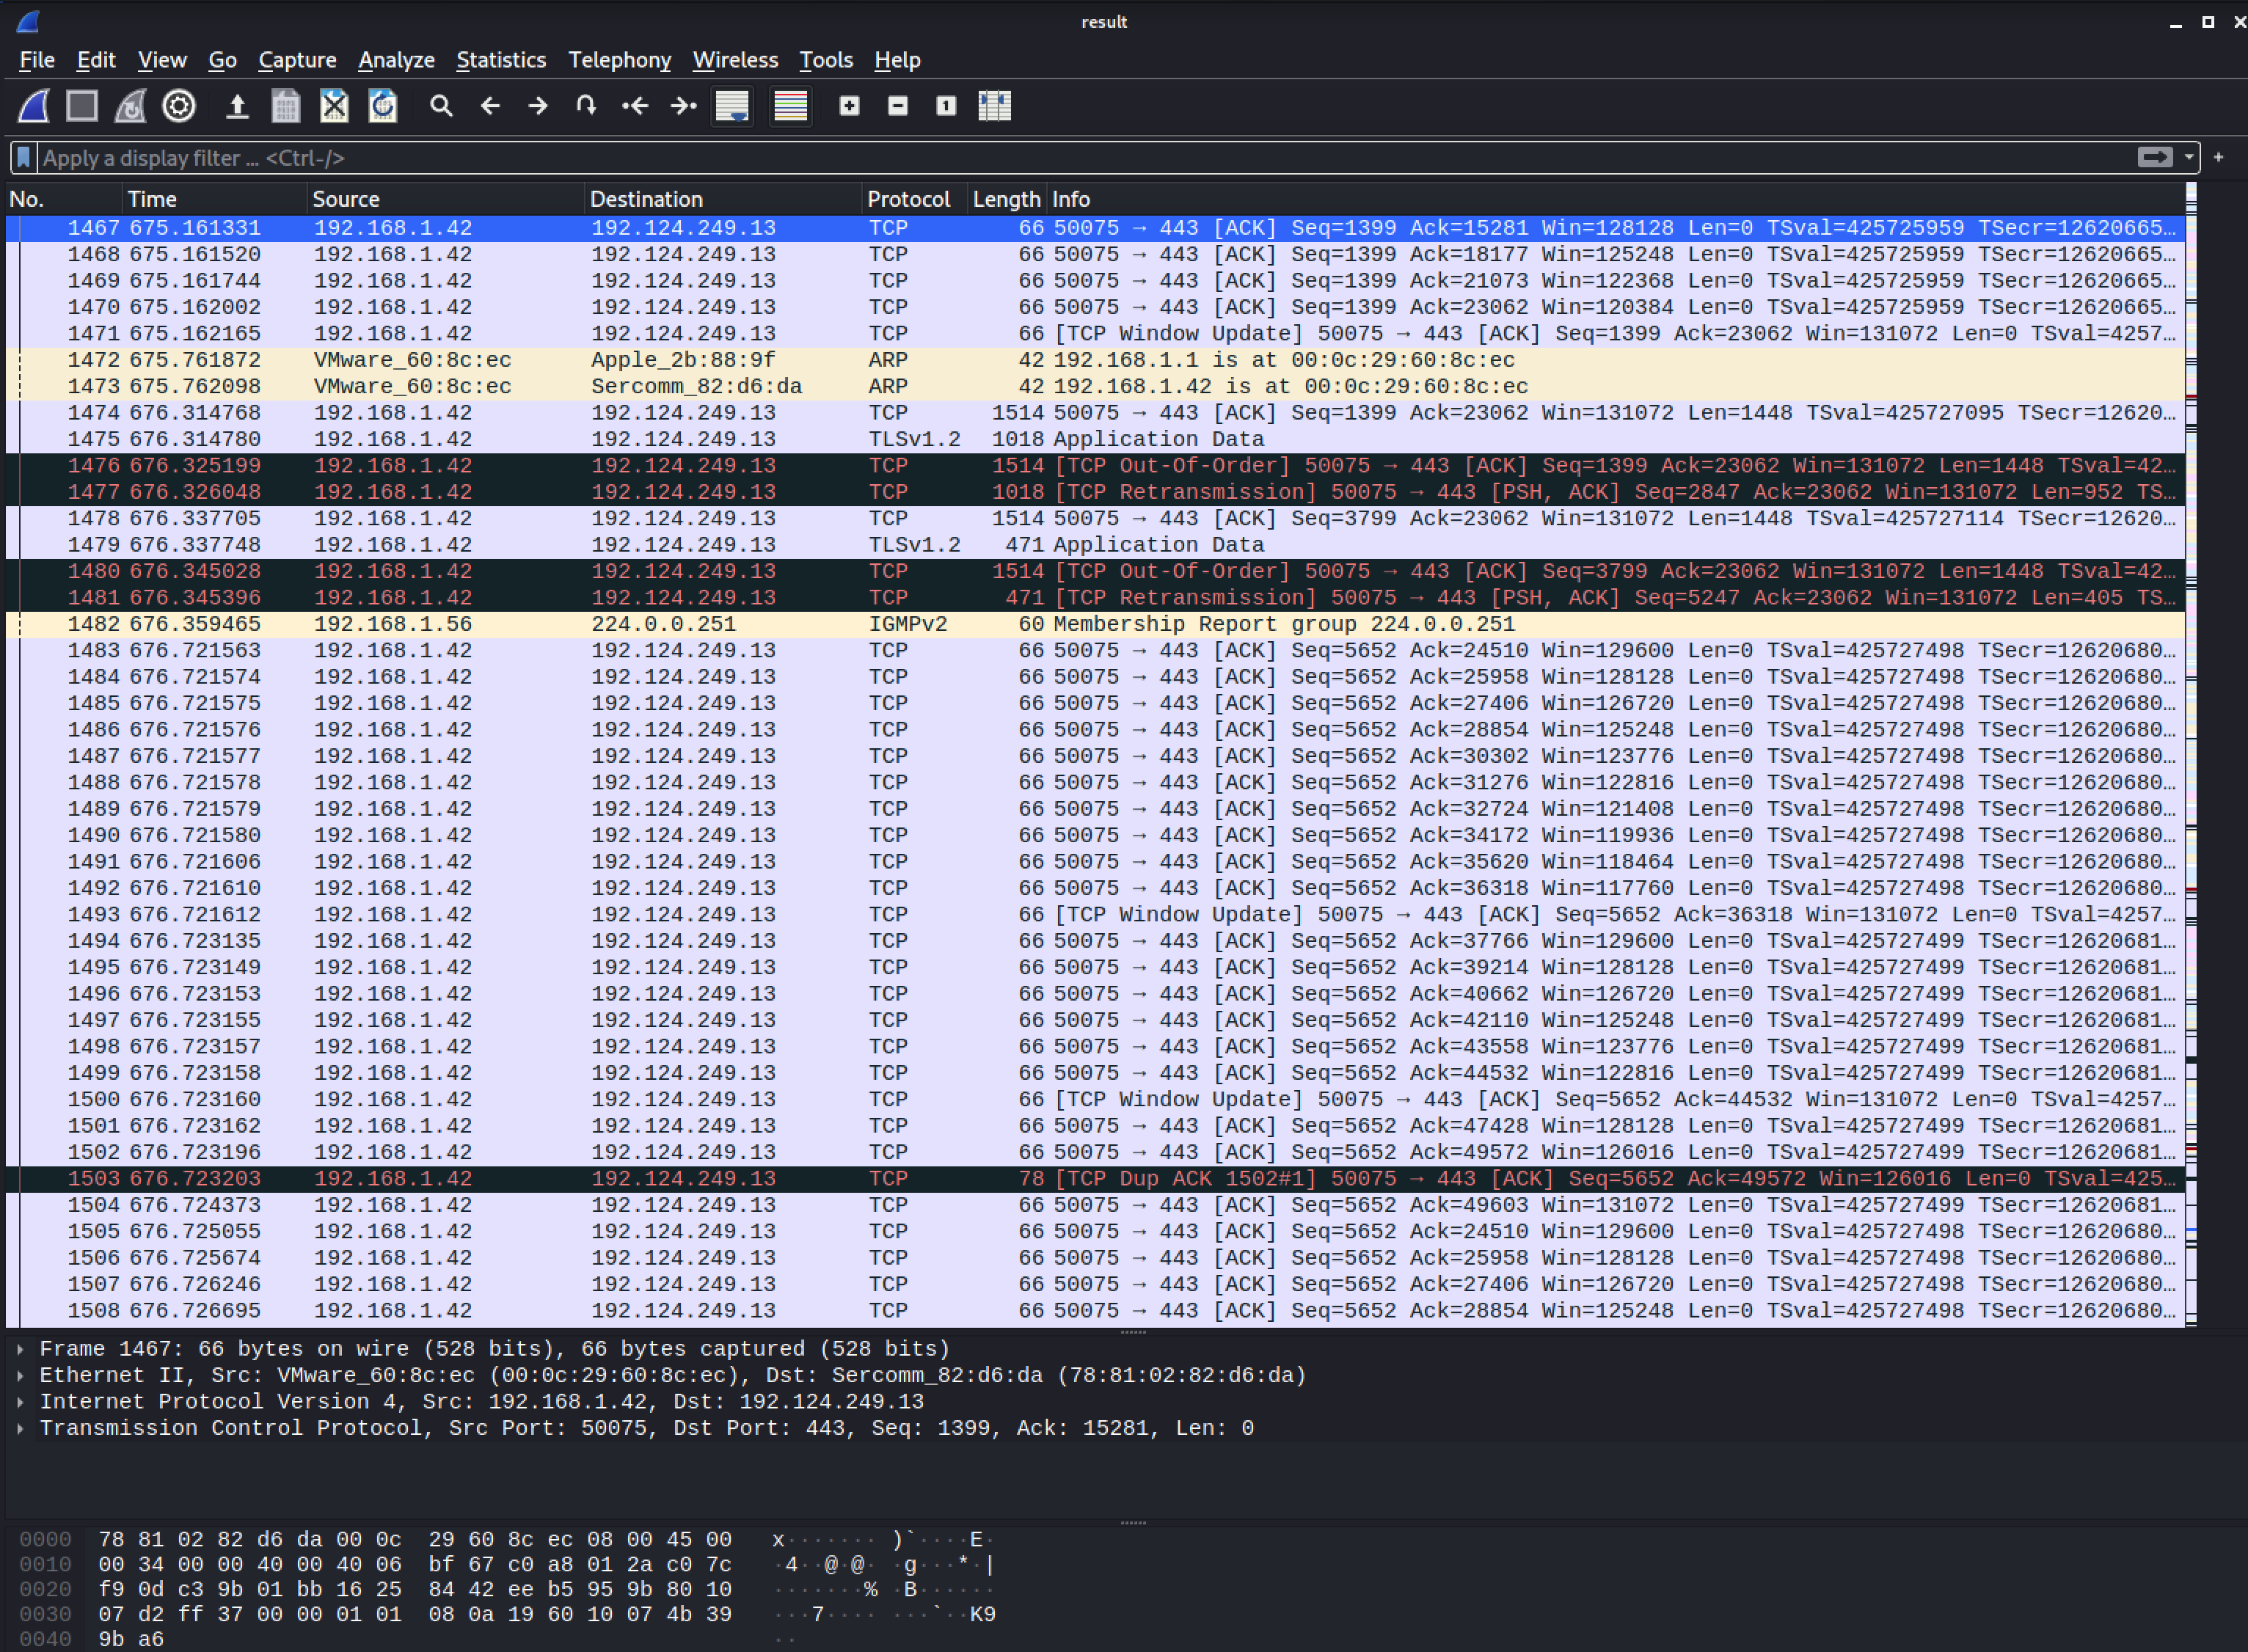 result
File Edit View Go Capture Analyze Statistics Telephony Wireless Tools Help
Apply a display filter … <Ctrl-/>
No. Time Source Destination Protocol Length Info
1467 675.161331 192.168.1.42 192.124.249.13 TCP 66 50075 → 443 [ACK] Seq=1399 Ack=15281 Win=128128 Len=0 TSval=425725959 TSecr=12620665…
1468 675.161520 192.168.1.42 192.124.249.13 TCP 66 50075 → 443 [ACK] Seq=1399 Ack=18177 Win=125248 Len=0 TSval=425725959 TSecr=12620665…
1469 675.161744 192.168.1.42 192.124.249.13 TCP 66 50075 → 443 [ACK] Seq=1399 Ack=21073 Win=122368 Len=0 TSval=425725959 TSecr=12620665…
1470 675.162002 192.168.1.42 192.124.249.13 TCP 66 50075 → 443 [ACK] Seq=1399 Ack=23062 Win=120384 Len=0 TSval=425725959 TSecr=12620665…
1471 675.162165 192.168.1.42 192.124.249.13 TCP 66 [TCP Window Update] 50075 → 443 [ACK] Seq=1399 Ack=23062 Win=131072 Len=0 TSval=4257…
1472 675.761872 VMware_60:8c:ec Apple_2b:88:9f ARP 42 192.168.1.1 is at 00:0c:29:60:8c:ec
1473 675.762098 VMware_60:8c:ec Sercomm_82:d6:da ARP 42 192.168.1.42 is at 00:0c:29:60:8c:ec
1474 676.314768 192.168.1.42 192.124.249.13 TCP 1514 50075 → 443 [ACK] Seq=1399 Ack=23062 Win=131072 Len=1448 TSval=425727095 TSecr=12620…
1475 676.314780 192.168.1.42 192.124.249.13 TLSv1.2 1018 Application Data
1476 676.325199 192.168.1.42 192.124.249.13 TCP 1514 [TCP Out-Of-Order] 50075 → 443 [ACK] Seq=1399 Ack=23062 Win=131072 Len=1448 TSval=42…
1477 676.326048 192.168.1.42 192.124.249.13 TCP 1018 [TCP Retransmission] 50075 → 443 [PSH, ACK] Seq=2847 Ack=23062 Win=131072 Len=952 TS…
1478 676.337705 192.168.1.42 192.124.249.13 TCP 1514 50075 → 443 [ACK] Seq=3799 Ack=23062 Win=131072 Len=1448 TSval=425727114 TSecr=12620…
1479 676.337748 192.168.1.42 192.124.249.13 TLSv1.2 471 Application Data
1480 676.345028 192.168.1.42 192.124.249.13 TCP 1514 [TCP Out-Of-Order] 50075 → 443 [ACK] Seq=3799 Ack=23062 Win=131072 Len=1448 TSval=42…
1481 676.345396 192.168.1.42 192.124.249.13 TCP 471 [TCP Retransmission] 50075 → 443 [PSH, ACK] Seq=5247 Ack=23062 Win=131072 Len=405 TS…
1482 676.359465 192.168.1.56 224.0.0.251 IGMPv2 60 Membership Report group 224.0.0.251
1483 676.721563 192.168.1.42 192.124.249.13 TCP 66 50075 → 443 [ACK] Seq=5652 Ack=24510 Win=129600 Len=0 TSval=425727498 TSecr=12620680…
1484 676.721574 192.168.1.42 192.124.249.13 TCP 66 50075 → 443 [ACK] Seq=5652 Ack=25958 Win=128128 Len=0 TSval=425727498 TSecr=12620680…
1485 676.721575 192.168.1.42 192.124.249.13 TCP 66 50075 → 443 [ACK] Seq=5652 Ack=27406 Win=126720 Len=0 TSval=425727498 TSecr=12620680…
1486 676.721576 192.168.1.42 192.124.249.13 TCP 66 50075 → 443 [ACK] Seq=5652 Ack=28854 Win=125248 Len=0 TSval=425727498 TSecr=12620680…
1487 676.721577 192.168.1.42 192.124.249.13 TCP 66 50075 → 443 [ACK] Seq=5652 Ack=30302 Win=123776 Len=0 TSval=425727498 TSecr=12620680…
1488 676.721578 192.168.1.42 192.124.249.13 TCP 66 50075 → 443 [ACK] Seq=5652 Ack=31276 Win=122816 Len=0 TSval=425727498 TSecr=12620680…
1489 676.721579 192.168.1.42 192.124.249.13 TCP 66 50075 → 443 [ACK] Seq=5652 Ack=32724 Win=121408 Len=0 TSval=425727498 TSecr=12620680…
1490 676.721580 192.168.1.42 192.124.249.13 TCP 66 50075 → 443 [ACK] Seq=5652 Ack=34172 Win=119936 Len=0 TSval=425727498 TSecr=12620680…
1491 676.721606 192.168.1.42 192.124.249.13 TCP 66 50075 → 443 [ACK] Seq=5652 Ack=35620 Win=118464 Len=0 TSval=425727498 TSecr=12620680…
1492 676.721610 192.168.1.42 192.124.249.13 TCP 66 50075 → 443 [ACK] Seq=5652 Ack=36318 Win=117760 Len=0 TSval=425727498 TSecr=12620680…
1493 676.721612 192.168.1.42 192.124.249.13 TCP 66 [TCP Window Update] 50075 → 443 [ACK] Seq=5652 Ack=36318 Win=131072 Len=0 TSval=4257…
1494 676.723135 192.168.1.42 192.124.249.13 TCP 66 50075 → 443 [ACK] Seq=5652 Ack=37766 Win=129600 Len=0 TSval=425727499 TSecr=12620681…
1495 676.723149 192.168.1.42 192.124.249.13 TCP 66 50075 → 443 [ACK] Seq=5652 Ack=39214 Win=128128 Len=0 TSval=425727499 TSecr=12620681…
1496 676.723153 192.168.1.42 192.124.249.13 TCP 66 50075 → 443 [ACK] Seq=5652 Ack=40662 Win=126720 Len=0 TSval=425727499 TSecr=12620681…
1497 676.723155 192.168.1.42 192.124.249.13 TCP 66 50075 → 443 [ACK] Seq=5652 Ack=42110 Win=125248 Len=0 TSval=425727499 TSecr=12620681…
1498 676.723157 192.168.1.42 192.124.249.13 TCP 66 50075 → 443 [ACK] Seq=5652 Ack=43558 Win=123776 Len=0 TSval=425727499 TSecr=12620681…
1499 676.723158 192.168.1.42 192.124.249.13 TCP 66 50075 → 443 [ACK] Seq=5652 Ack=44532 Win=122816 Len=0 TSval=425727499 TSecr=12620681…
1500 676.723160 192.168.1.42 192.124.249.13 TCP 66 [TCP Window Update] 50075 → 443 [ACK] Seq=5652 Ack=44532 Win=131072 Len=0 TSval=4257…
1501 676.723162 192.168.1.42 192.124.249.13 TCP 66 50075 → 443 [ACK] Seq=5652 Ack=47428 Win=128128 Len=0 TSval=425727499 TSecr=12620681…
1502 676.723196 192.168.1.42 192.124.249.13 TCP 66 50075 → 443 [ACK] Seq=5652 Ack=49572 Win=126016 Len=0 TSval=425727499 TSecr=12620681…
1503 676.723203 192.168.1.42 192.124.249.13 TCP 78 [TCP Dup ACK 1502#1] 50075 → 443 [ACK] Seq=5652 Ack=49572 Win=126016 Len=0 TSval=425…
1504 676.724373 192.168.1.42 192.124.249.13 TCP 66 50075 → 443 [ACK] Seq=5652 Ack=49603 Win=131072 Len=0 TSval=425727499 TSecr=12620681…
1505 676.725055 192.168.1.42 192.124.249.13 TCP 66 50075 → 443 [ACK] Seq=5652 Ack=24510 Win=129600 Len=0 TSval=425727498 TSecr=12620680…
1506 676.725674 192.168.1.42 192.124.249.13 TCP 66 50075 → 443 [ACK] Seq=5652 Ack=25958 Win=128128 Len=0 TSval=425727498 TSecr=12620680…
1507 676.726246 192.168.1.42 192.124.249.13 TCP 66 50075 → 443 [ACK] Seq=5652 Ack=27406 Win=126720 Len=0 TSval=425727498 TSecr=12620680…
1508 676.726695 192.168.1.42 192.124.249.13 TCP 66 50075 → 443 [ACK] Seq=5652 Ack=28854 Win=125248 Len=0 TSval=425727498 TSecr=12620680…
Frame 1467: 66 bytes on wire (528 bits), 66 bytes captured (528 bits)
Ethernet II, Src: VMware_60:8c:ec (00:0c:29:60:8c:ec), Dst: Sercomm_82:d6:da (78:81:02:82:d6:da)
Internet Protocol Version 4, Src: 192.168.1.42, Dst: 192.124.249.13
Transmission Control Protocol, Src Port: 50075, Dst Port: 443, Seq: 1399, Ack: 15281, Len: 0
0000 78 81 02 82 d6 da 00 0c 29 60 8c ec 08 00 45 00 x······· )`····E·
0010 00 34 00 00 40 00 40 06 bf 67 c0 a8 01 2a c0 7c ·4··@·@· ·g···*·|
0020 f9 0d c3 9b 01 bb 16 25 84 42 ee b5 95 9b 80 10 ·······% ·B······
0030 07 d2 ff 37 00 00 01 01 08 0a 19 60 10 07 4b 39 ···7···· ···`··K9
0040 9b a6 ··